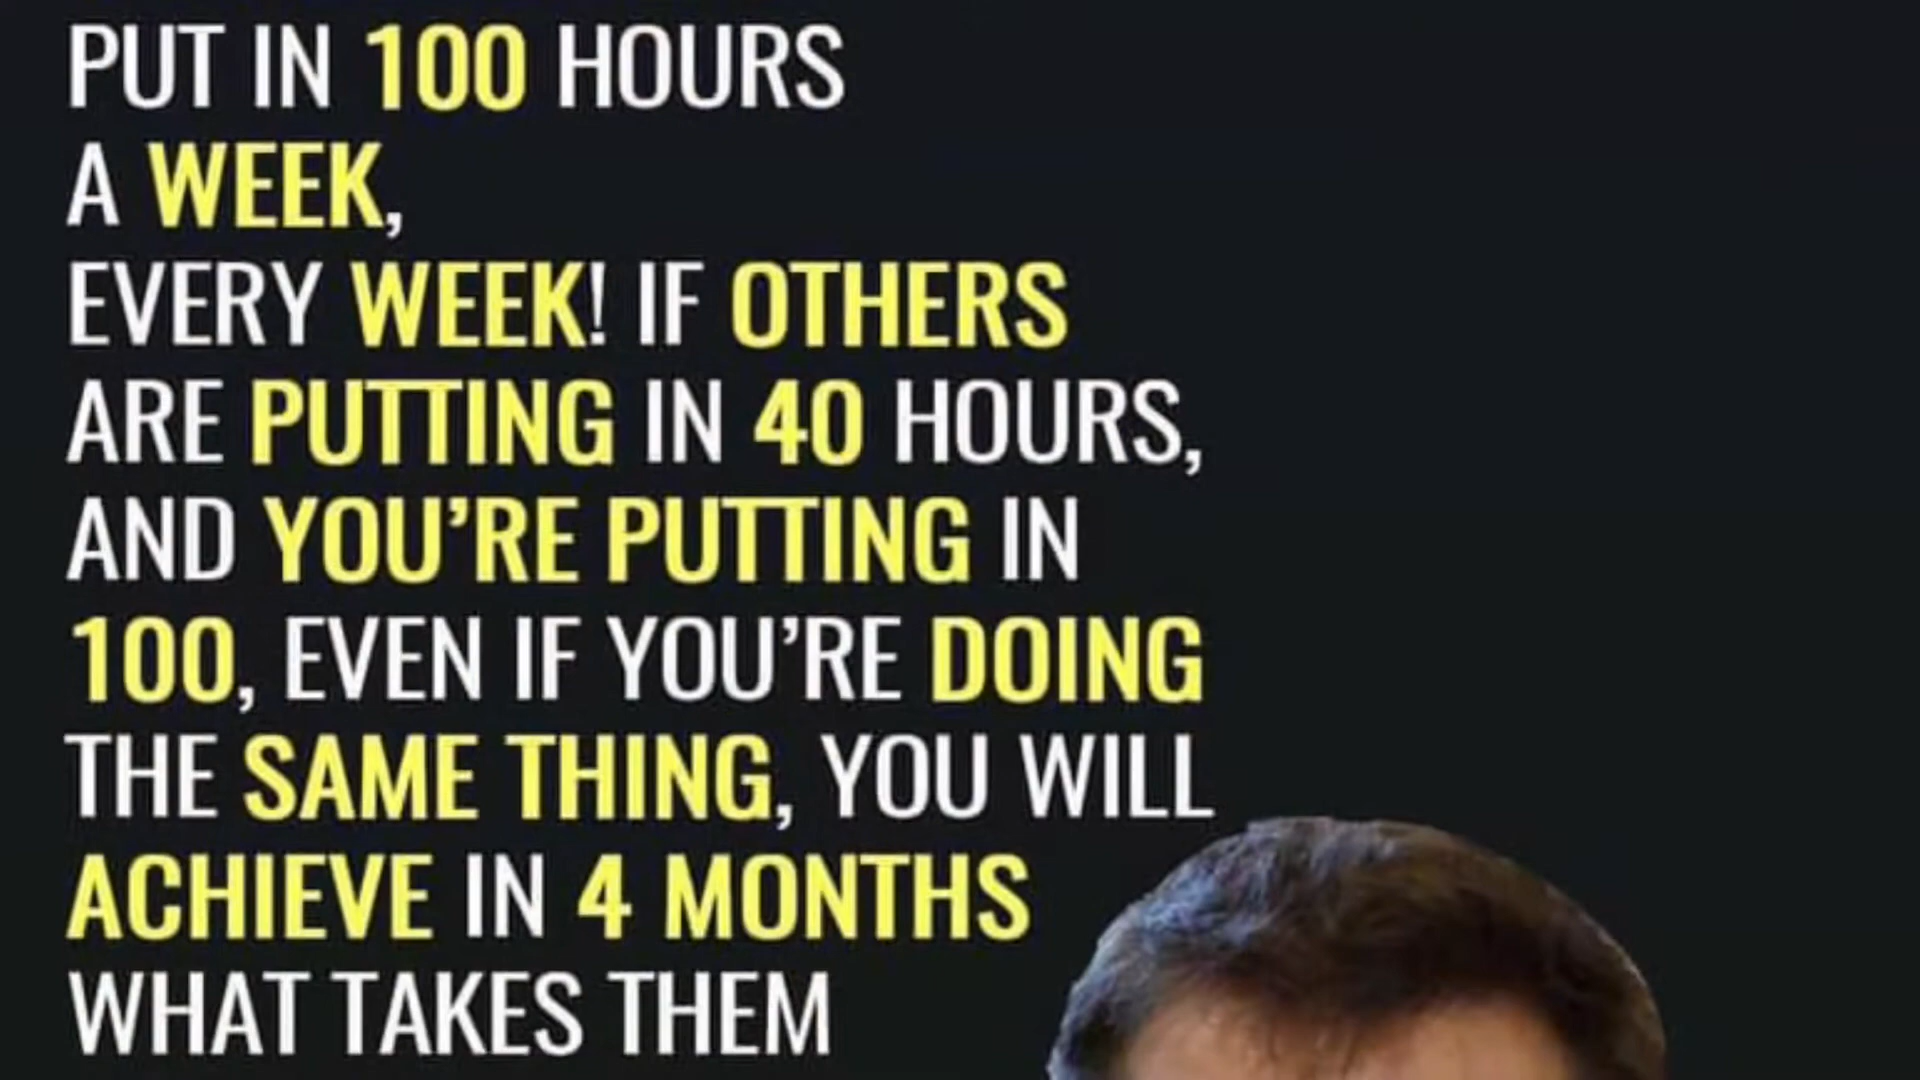 PUT IN 100 HOURS
A WEEK,
EVERY WEEK! IF OTHERS
ARE PUTTING IN 40 HOURS,
AND YOU’RE PUTTING IN
100, EVEN IF YOU’RE DOING
THE SAME THING, YOU WILL
ACHIEVE IN 4 MONTHS
WHAT TAKES THEM